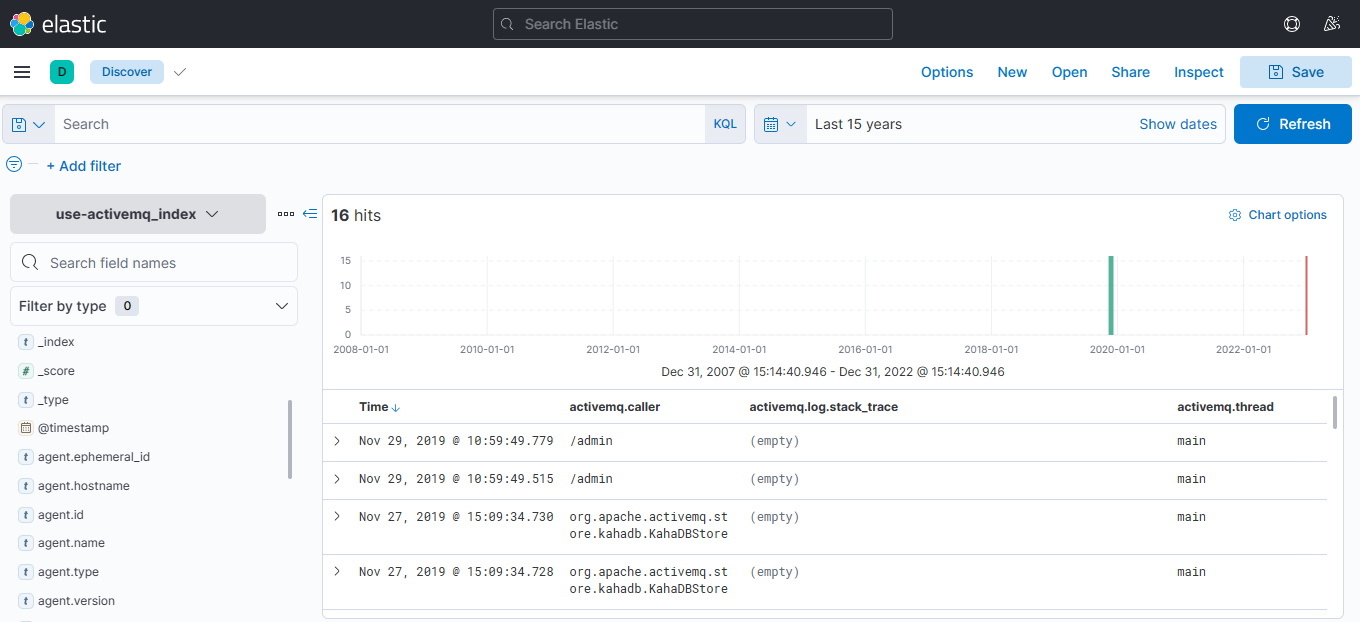 elastic
Search Elastic
D
Discover
Options
New
Open
Share
Inspect
Save
Search
KQL
Last 15 years
Show dates
Refresh
+ Add filter
use-activemq_index
Search field names
Filter by type 0
t _index
# _score
t _type
@timestamp
t agent.ephemeral_id
t agent.hostname
t agent.id
t agent.name
t agent.type
t agent.version
16 hits
Chart options
15
10
5
0
2008-01-01 2010-01-01 2012-01-01 2014-01-01 2016-01-01 2018-01-01 2020-01-01 2022-01-01
Dec 31, 2007 @ 15:14:40.946 - Dec 31, 2022 @ 15:14:40.946
Time activemq.caller activemq.log.stack_trace activemq.thread
Nov 29, 2019 @ 10:59:49.779 /admin (empty) main
Nov 29, 2019 @ 10:59:49.515 /admin (empty) main
Nov 27, 2019 @ 15:09:34.730 org.apache.activemq.st (empty) main
ore.kahadb.KahaDBStore
Nov 27, 2019 @ 15:09:34.728 org.apache.activemq.st (empty) main
ore.kahadb.KahaDBStore